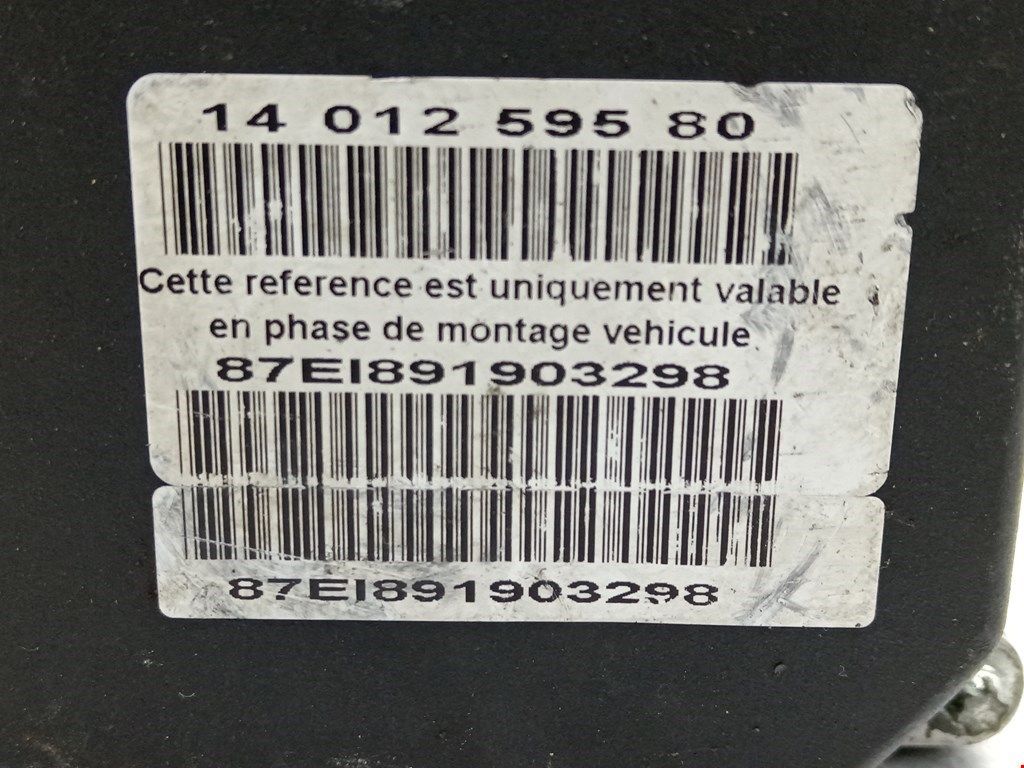 14 012 595 80
Cette reference est uniquement valable
en phase de montage vehicule
87EI891903298
87EI891903298